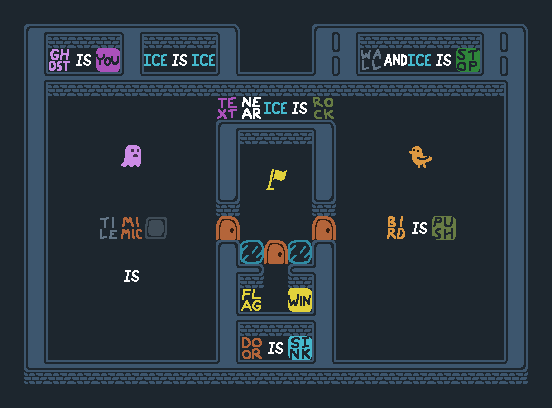 GHOST IS YOU ICE IS ICE WALL AND ICE IS STOP
TEXT NEAR ICE IS ROCK
TILE MIMIC BIRD IS PUSH
IS
FLAG WIN
DOOR IS SINK